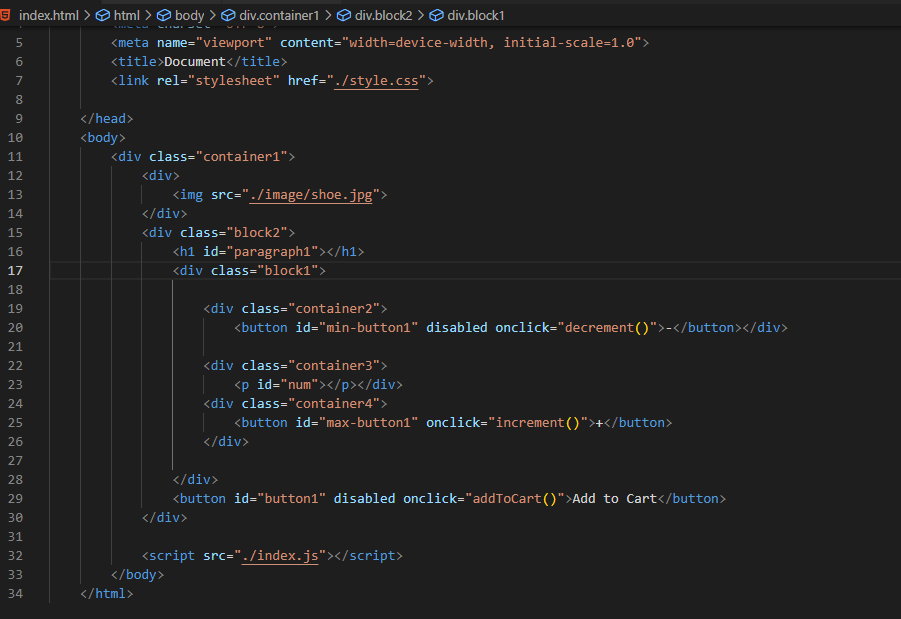 index.html > html > body > div.container1 > div.block2 > div.block1
5 <meta name="viewport" content="width=device-width, initial-scale=1.0">
6 <title>Document</title>
7 <link rel="stylesheet" href="./style.css">
8
9 </head>
10 <body>
11 <div class="container1">
12 <div>
13 <img src="./image/shoe.jpg">
14 </div>
15 <div class="block2">
16 <h1 id="paragraph1"></h1>
17 <div class="block1">
18
19 <div class="container2">
20 <button id="min-button1" disabled onclick="decrement()">-</button></div>
21
22 <div class="container3">
23 <p id="num"></p></div>
24 <div class="container4">
25 <button id="max-button1" onclick="increment()">+</button>
26 </div>
27
28 </div>
29 <button id="button1" disabled onclick="addToCart()">Add to Cart</button>
30 </div>
31
32 <script src="./index.js"></script>
33 </body>
34 </html>